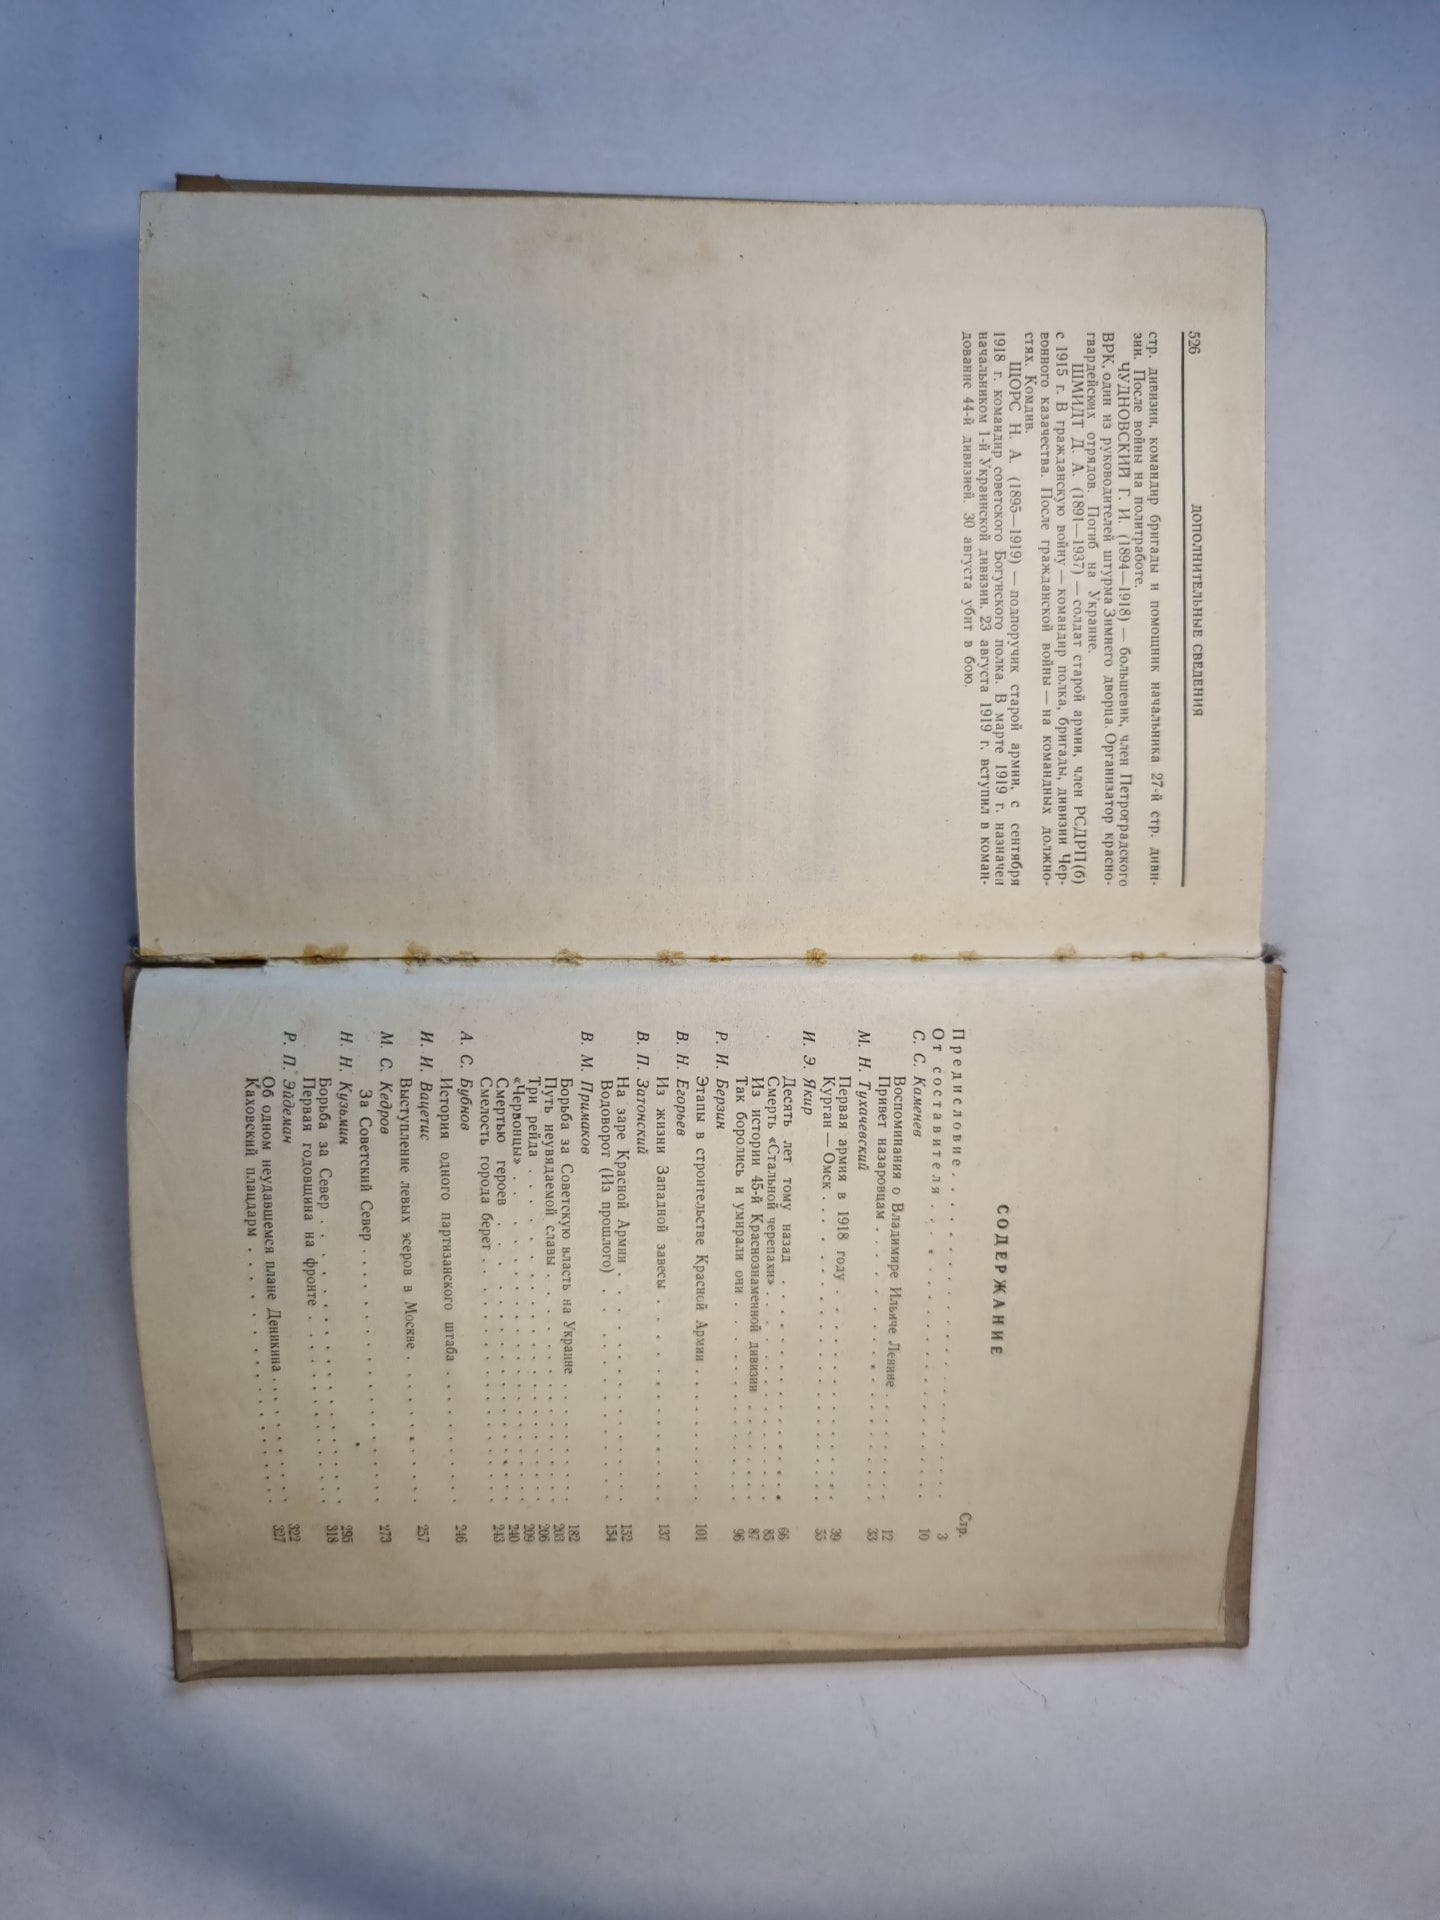 526
ДОПОЛНИТЕЛЬНЫЕ СВЕДЕНИЯ
стр. дивизии, командир бригады и помощник начальника 27-й стр. диви-
зии. После войны на политработе.
ЧУДНОВСКИЙ Г. И. (1894—1918) — большевик, член Петроградского
ВРК, один из руководителей штурма Зимнего дворца. Организатор красно-
гвардейских отрядов. Погиб на Украине.
ШМИДТ Д. А. (1891—1937) — солдат старой армии, член РСДРП(б)
с 1915 г. В гражданскую войну — командир полка, бригады, дивизии Чер-
вонного казачества. После гражданской войны — на командных должно-
стях. Комдив.
ЩОРС Н. А. (1895—1919) — подпоручик старой армии, с сентября
1918 г. командир советского Богунского полка. В марте 1919 г. назначен
начальником 1-й Украинской дивизии. 23 августа 1919 г. вступил в коман-
дование 44-й дивизией. 30 августа убит в бою.
СОДЕРЖАНИЕ
Стр.
Предисловие . . . . . . . . . . . . . . . . . . 3
От составителя . . . . . . . . . . . . . . . . 10
С. С. Каменев
Воспоминания о Владимире Ильиче Ленине . . . . . . . 12
Привет назаровцам . . . . . . . . . . . . . . . . 33
М. Н. Тухачевский
Первая армия в 1918 году . . . . . . . . . . . . . 39
Курган — Омск . . . . . . . . . . . . . . . . . 55
И. Э. Якир
Десять лет тому назад . . . . . . . . . . . . . . 66
Смерть «Стальной черепахи» . . . . . . . . . . . . 85
Из истории 45-й Краснознаменной дивизии . . . . . . . 87
Так боролись и умирали они . . . . . . . . . . . . 96
Р. И. Берзин
Этапы в строительстве Красной Армии . . . . . . . . 101
В. Н. Егорьев
Из жизни Западной завесы . . . . . . . . . . . . 137
В. П. Затонский
На заре Красной Армии . . . . . . . . . . . . . 152
Водоворот (Из прошлого) . . . . . . . . . . . . 154
В. М. Примаков
Борьба за Советскую власть на Украине . . . . . . . 182
Путь неувядаемой славы . . . . . . . . . . . . . 203
Три рейда . . . . . . . . . . . . . . . . . . 206
«Червонцы» . . . . . . . . . . . . . . . . . 209
Смертью героев . . . . . . . . . . . . . . . . 240
Смелость города берет . . . . . . . . . . . . . 243
А. С. Бубнов
История одного партизанского штаба . . . . . . . . 246
И. И. Вацетис
Выступление левых эсеров в Москве . . . . . . . . . 257
М. С. Кедров
За Советский Север . . . . . . . . . . . . . . 273
Н. Н. Кузьмин
Борьба за Север . . . . . . . . . . . . . . . . 295
Первая годовщина на фронте . . . . . . . . . . . 318
Р. П. Эйдеман
Об одном неудавшемся плане Деникина . . . . . . . . 322
Каховский плацдарм . . . . . . . . . . . . . . 327